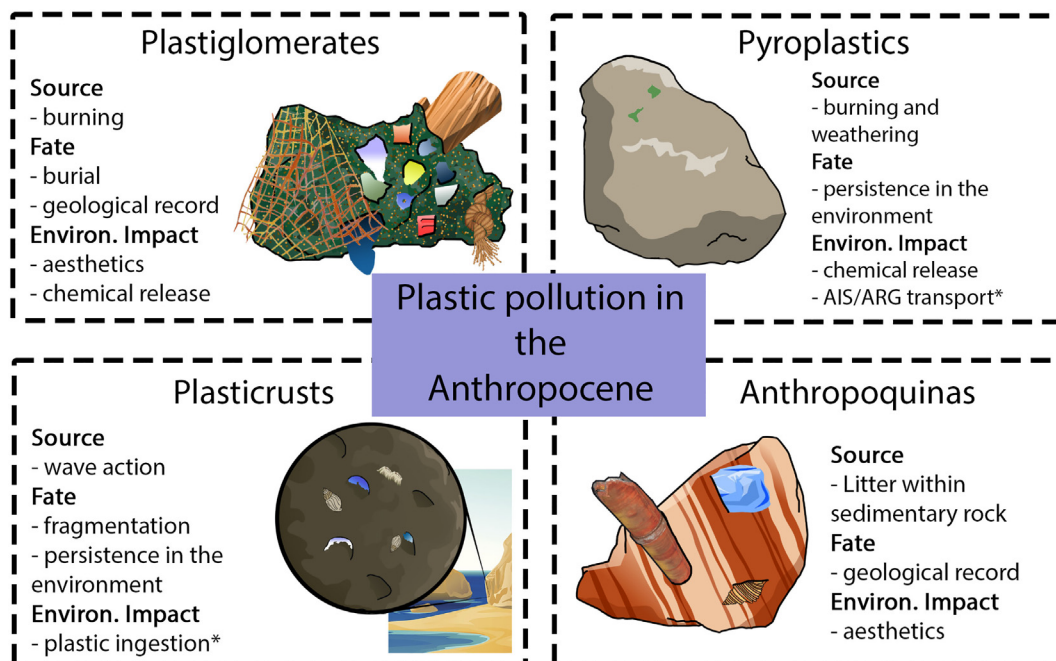 Plastiglomerates
Source
- burning
Fate
- burial
- geological record
Environ. Impact
- aesthetics
- chemical release
Pyroplastics
Source
- burning and
weathering
Fate
- persistence in the
environment
Environ. Impact
- chemical release
- AIS/ARG transport*
Plastic pollution in
the
Anthropocene
Plasticrusts
Source
- wave action
Fate
- fragmentation
- persistence in the
environment
Environ. Impact
- plastic ingestion*
Anthropoquinas
Source
- Litter within
sedimentary rock
Fate
- geological record
Environ. Impact
- aesthetics